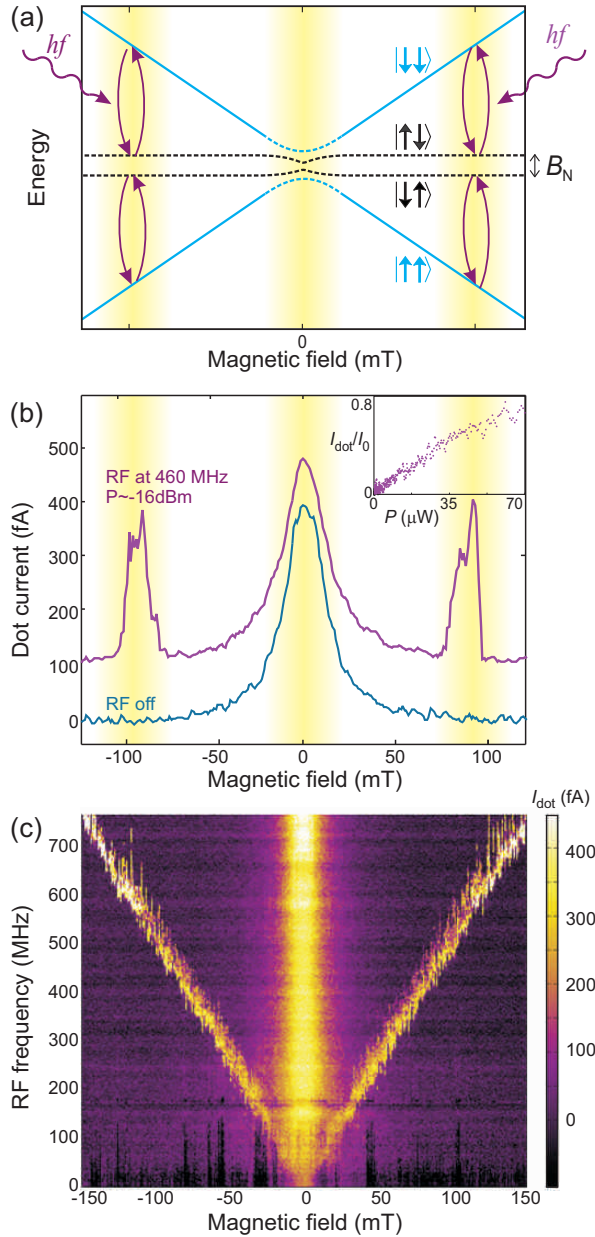 (a)
hf
hf
|↓↓⟩
|↑↓⟩
|↓↑⟩
|↑↑⟩
B_N
Energy
0
Magnetic field (mT)
(b)
500
400
300
200
100
0
Dot current (fA)
RF at 460 MHz
P~-16dBm
RF off
0.8
I_dot/I_0
0
0 35 70
P (μW)
-100 -50 0 50 100
Magnetic field (mT)
(c)
I_dot (fA)
700
600
500
400
300
200
100
0
RF frequency (MHz)
400
300
200
100
0
-150 -100 -50 0 50 100 150
Magnetic field (mT)